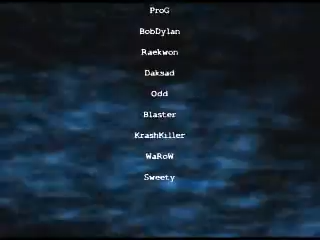 ProG
BobDylan
Raekwon
Daksad
Odd
Blaster
KrashKiller
WaRoW
Sweety